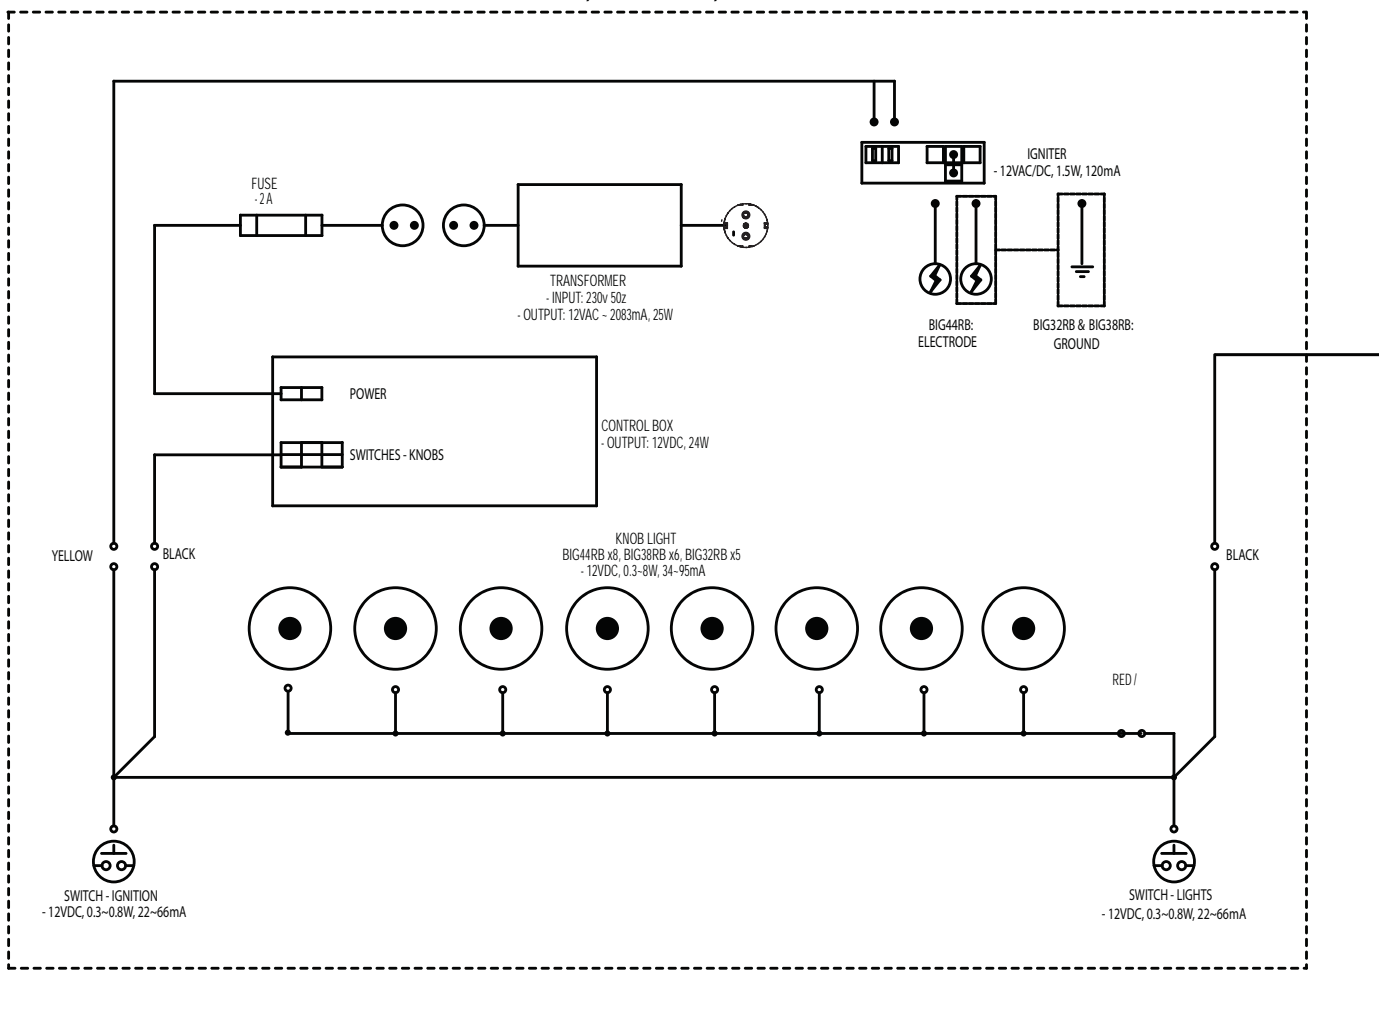 IGNITER
- 12VAC/DC, 1.5W, 120mA
FUSE
- 2 A
TRANSFORMER
- INPUT: 230v 50z
- OUTPUT: 12VAC ~ 2083mA, 25W
BIG44RB:
ELECTRODE
BIG32RB & BIG38RB:
GROUND
POWER
SWITCHES - KNOBS
CONTROL BOX
- OUTPUT: 12VDC, 24W
YELLOW
BLACK
KNOB LIGHT
BIG44RB x8, BIG38RB x6, BIG32RB x5
- 12VDC, 0.3~8W, 34~95mA
BLACK
RED /
SWITCH - IGNITION
- 12VDC, 0.3~0.8W, 22~66mA
SWITCH - LIGHTS
- 12VDC, 0.3~0.8W, 22~66mA